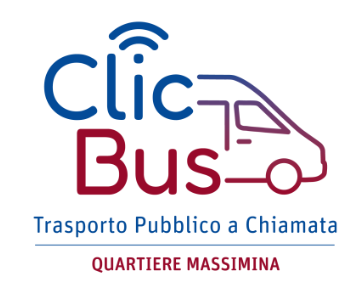 Clic
Bus
Trasporto Pubblico a Chiamata
QUARTIERE MASSIMINA